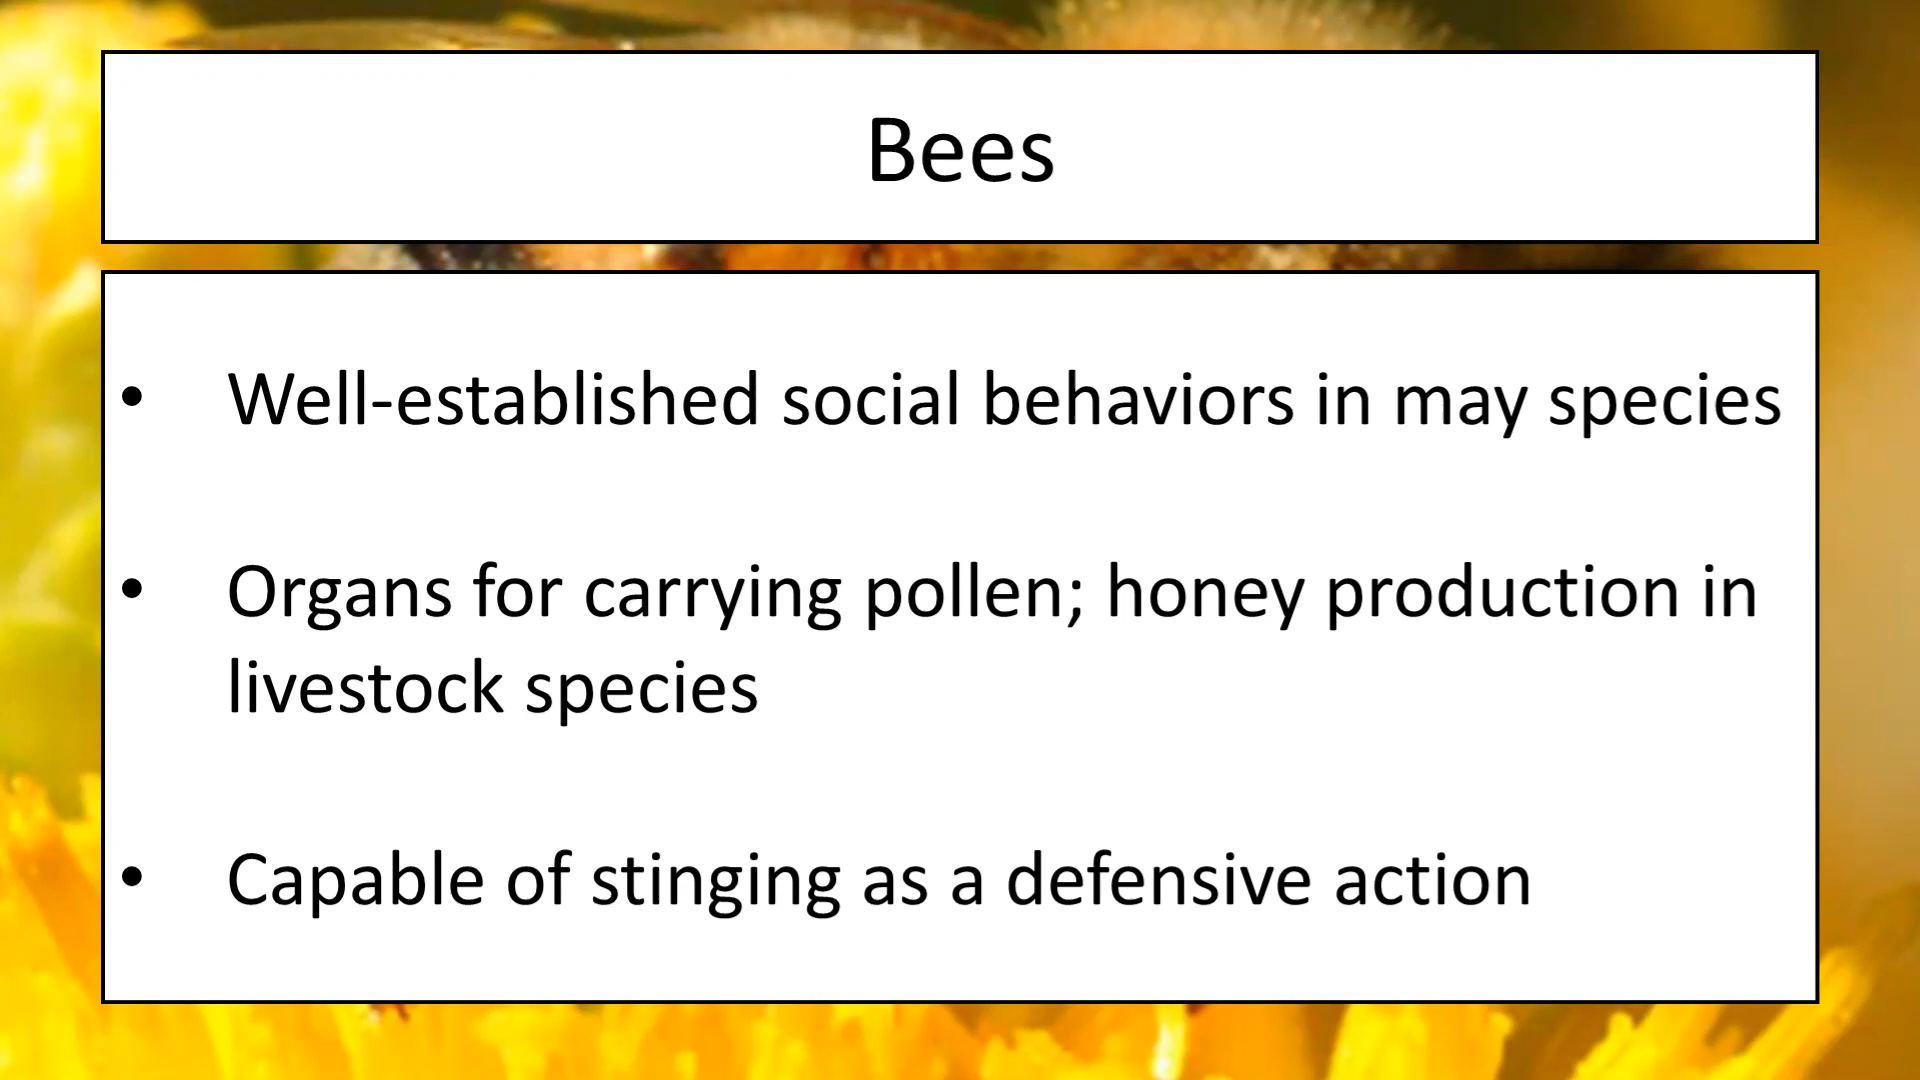 Bees
• Well-established social behaviors in may species
• Organs for carrying pollen; honey production in
livestock species
• Capable of stinging as a defensive action